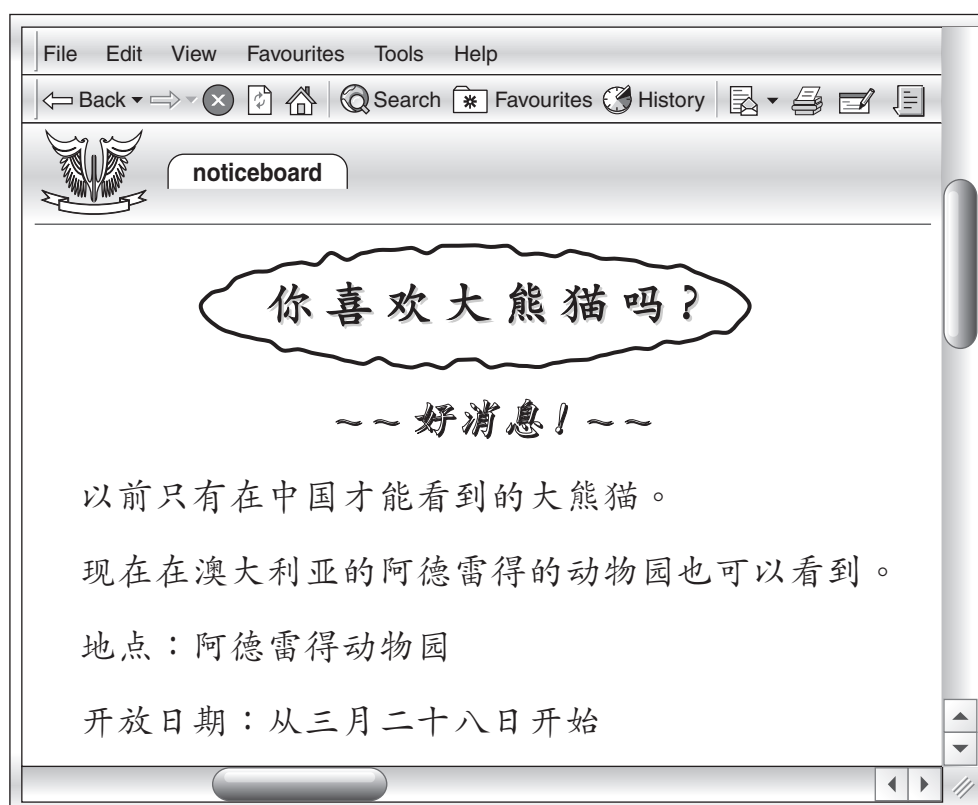 File Edit View Favourites Tools Help
Back Search Favourites History
noticeboard
你喜欢大熊猫吗？
~~好消息！~~
以前只有在中国才能看到的大熊猫。
现在在澳大利亚的阿德雷得的动物园也可以看到。
地点：阿德雷得动物园
开放日期：从三月二十八日开始